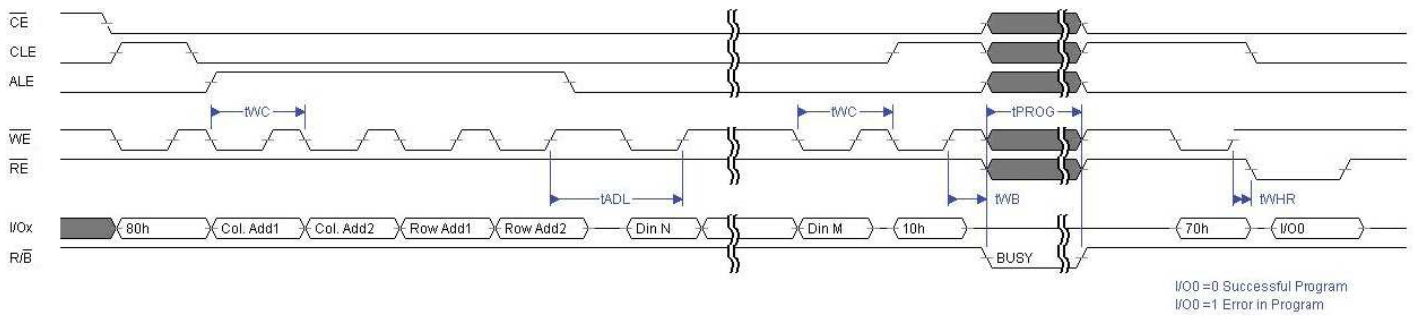 CE
CLE
ALE
tWC
tWC
tPROG
WE
RE
tADL
tWB
tWHR
I/Ox
80h
Col. Add1
Col. Add2
Row Add1
Row Add2
Din N
Din M
10h
70h
I/O0
R/B
BUSY
I/O0 =0 Successful Program
I/O0 =1 Error in Program